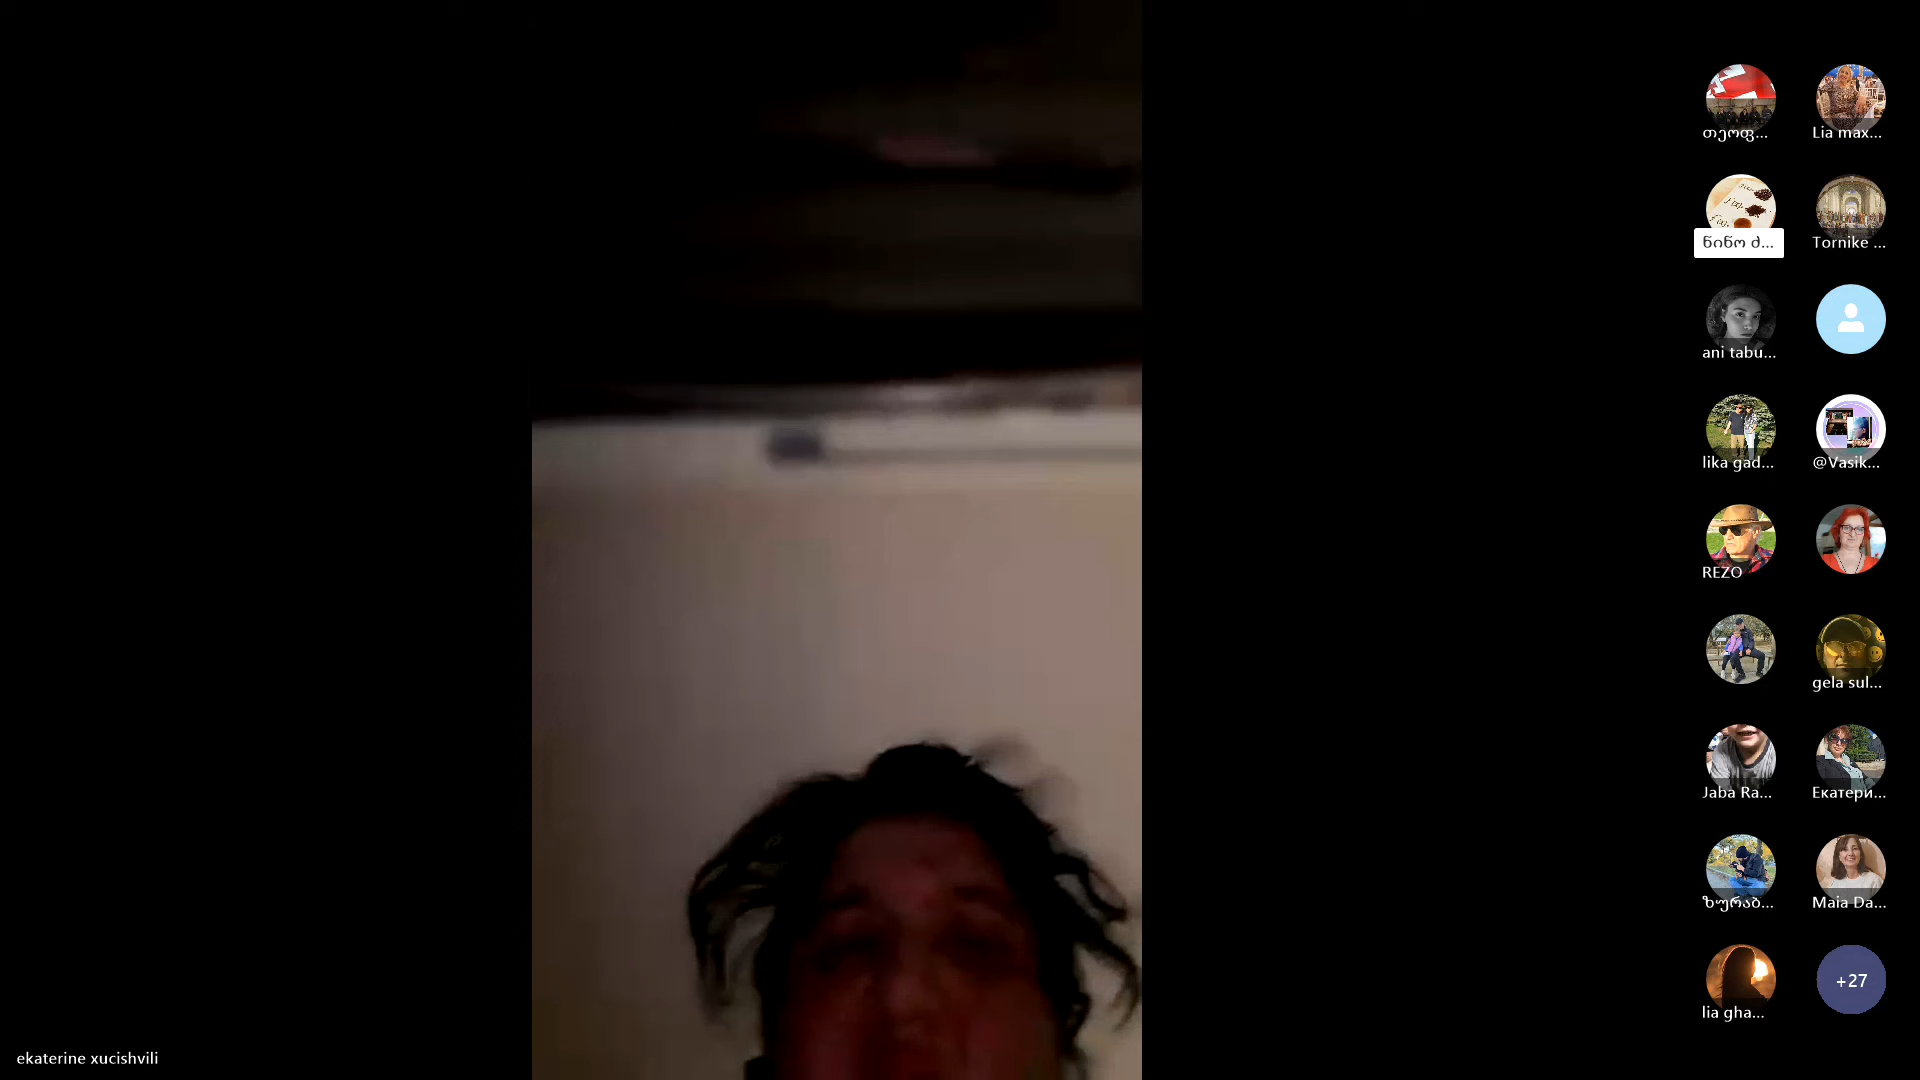 თეოფ...
Lia max...
ნინო ძ...
Tornike ...
ani tabu...
lika gad...
@Vasik...
REZO
gela sul...
Jaba Ra...
Екатери...
ზურაბ...
Maia Da...
lia gha...
+27
ekaterine xucishvili